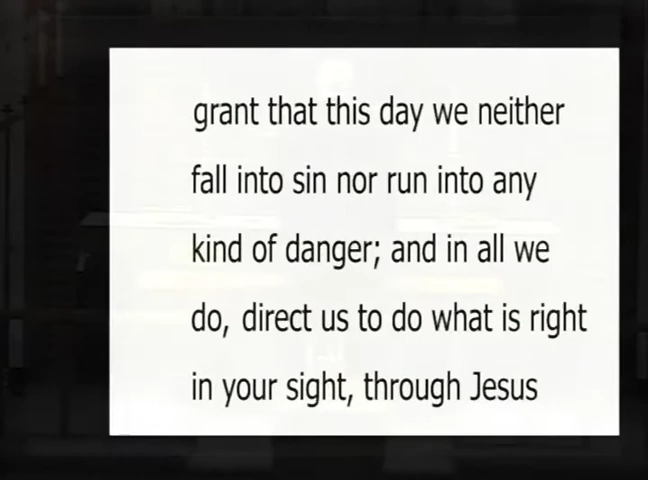 grant that this day we neither
fall into sin nor run into any
kind of danger; and in all we
do, direct us to do what is right
in your sight, through Jesus